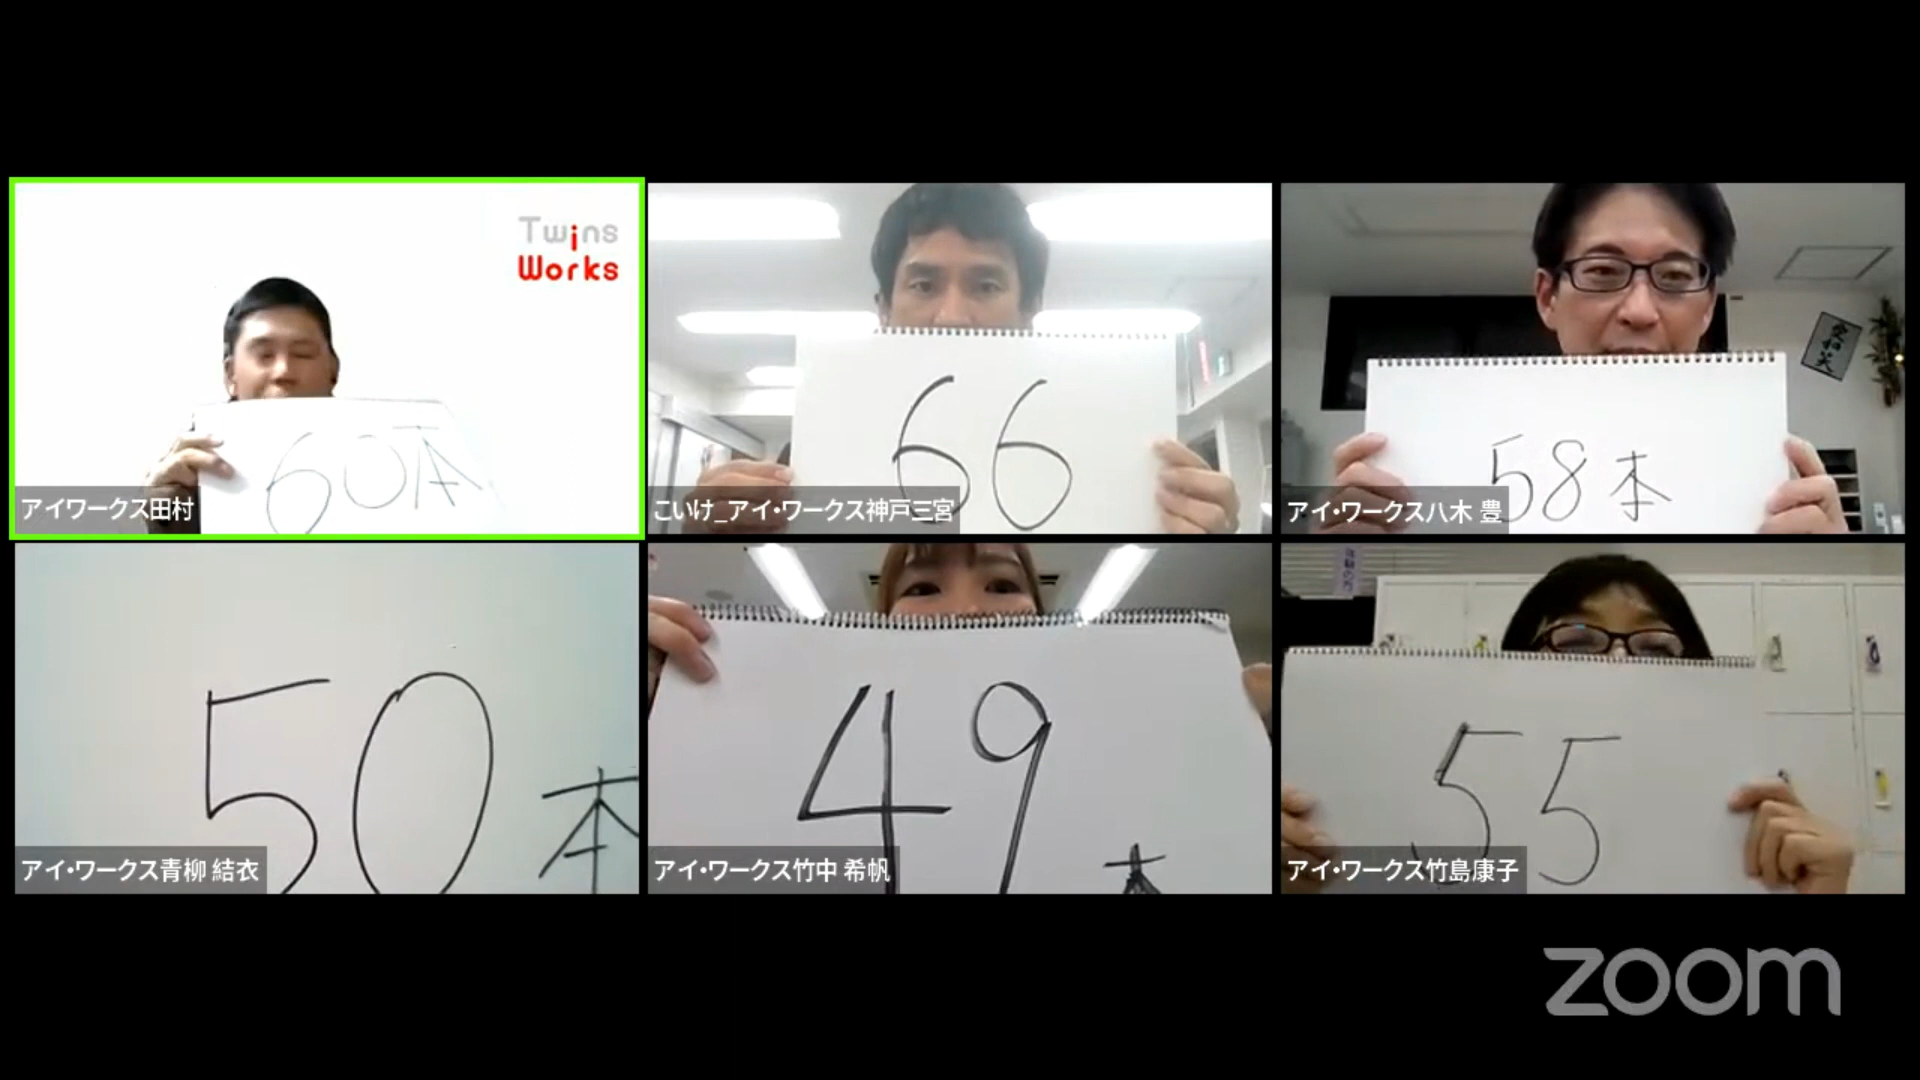 Twins
Works
60本
アイワークス田村
66
こいけ_アイ・ワークス神戸三宮
58本
アイ・ワークス八木 豊
50本
アイ・ワークス青柳 結衣
49本
アイ・ワークス竹中 希帆
55
アイ・ワークス竹島康子
zoom